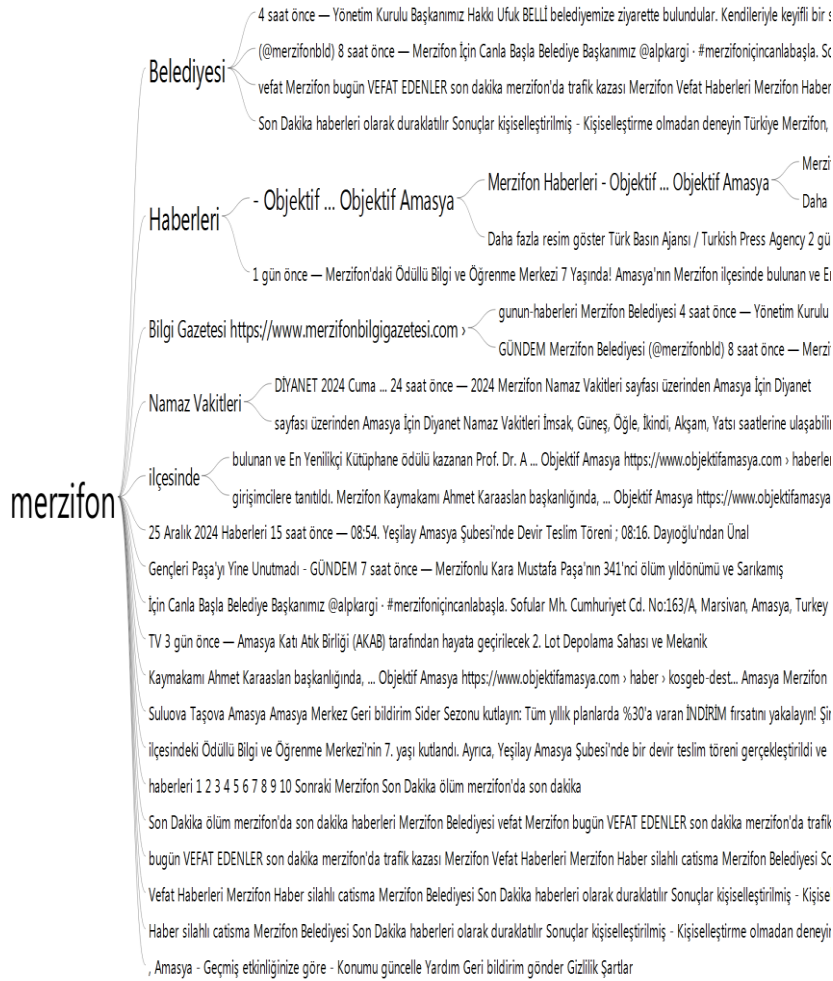 4 saat önce — Yönetim Kurulu Başkanımız Hakkı Ufuk BELLİ belediyemize ziyarette bulundular. Kendileriyle keyifli bir
Belediyesi
(@merzifonbld) 8 saat önce — Merzifon İçin Canla Başla Belediye Başkanımız @alpkargi · #merzifoniçincanlabaşla.
vefat Merzifon bugün VEFAT EDENLER son dakika merzifon'da trafik kazası Merzifon Vefat Haberleri Merzifon Haber
Son Dakika haberleri olarak duraklatılır Sonuçlar kişiselleştirilmiş - Kişiselleştirme olmadan deneyin Türkiye Merzifon,
Merzif
Merzifon Haberleri - Objektif ... Objektif Amasya
- Objektif ... Objektif Amasya
Daha
Haberleri
Daha fazla resim göster Türk Basın Ajansı / Turkish Press Agency 2 gü
1 gün önce — Merzifon'daki Ödüllü Bilgi ve Öğrenme Merkezi 7 Yaşında! Amasya'nın Merzifon ilçesinde bulunan ve En
gunun-haberleri Merzifon Belediyesi 4 saat önce — Yönetim Kurulu
Bilgi Gazetesi https://www.merzifonbilgigazetesi.com ›
GÜNDEM Merzifon Belediyesi (@merzifonbld) 8 saat önce — Merzif
DİYANET 2024 Cuma ... 24 saat önce — 2024 Merzifon Namaz Vakitleri sayfası üzerinden Amasya İçin Diyanet
Namaz Vakitleri
sayfası üzerinden Amasya İçin Diyanet Namaz Vakitleri İmsak, Güneş, Öğle, İkindi, Akşam, Yatsı saatlerine ulaşabilir
bulunan ve En Yenilikçi Kütüphane ödülü kazanan Prof. Dr. A ... Objektif Amasya https://www.objektifamasya.com › haberler
ilçesinde
girişimcilere tanıtıldı. Merzifon Kaymakamı Ahmet Karaaslan başkanlığında, ... Objektif Amasya https://www.objektifamasya
merzifon
25 Aralık 2024 Haberleri 15 saat önce — 08:54. Yeşilay Amasya Şubesi'nde Devir Teslim Töreni ; 08:16. Dayıoğlu'ndan Ünal
Gençleri Paşa'yı Yine Unutmadı - GÜNDEM 7 saat önce — Merzifonlu Kara Mustafa Paşa'nın 341'nci ölüm yıldönümü ve Sarıkamış
İçin Canla Başla Belediye Başkanımız @alpkargi · #merzifoniçincanlabaşla. Sofular Mh. Cumhuriyet Cd. No:163/A, Marsivan, Amasya, Turkey
TV 3 gün önce — Amasya Katı Atık Birliği (AKAB) tarafından hayata geçirilecek 2. Lot Depolama Sahası ve Mekanik
Kaymakamı Ahmet Karaaslan başkanlığında, ... Objektif Amasya https://www.objektifamasya.com › haber › kosgeb-dest... Amasya Merzifon
Suluova Taşova Amasya Amasya Merkez Geri bildirim Sider Sezonu kutlayın: Tüm yıllık planlarda %30'a varan İNDİRİM fırsatını yakalayın!
ilçesindeki Ödüllü Bilgi ve Öğrenme Merkezi'nin 7. yaşı kutlandı. Ayrıca, Yeşilay Amasya Şubesi'nde bir devir teslim töreni gerçekleştirildi ve
haberleri 1 2 3 4 5 6 7 8 9 10 Sonraki Merzifon Son Dakika ölüm merzifon'da son dakika
Son Dakika ölüm merzifon'da son dakika haberleri Merzifon Belediyesi vefat Merzifon bugün VEFAT EDENLER son dakika merzifon'da trafik
bugün VEFAT EDENLER son dakika merzifon'da trafik kazası Merzifon Vefat Haberleri Merzifon Haber silahlı catisma Merzifon Belediyesi
Vefat Haberleri Merzifon Haber silahlı catisma Merzifon Belediyesi Son Dakika haberleri olarak duraklatılır Sonuçlar kişiselleştirilmiş - Kişise
Haber silahlı catisma Merzifon Belediyesi Son Dakika haberleri olarak duraklatılır Sonuçlar kişiselleştirilmiş - Kişiselleştirme olmadan deneyin
, Amasya - Geçmiş etkinliğinize göre - Konumu güncelle Yardım Geri bildirim gönder Gizlilik Şartlar